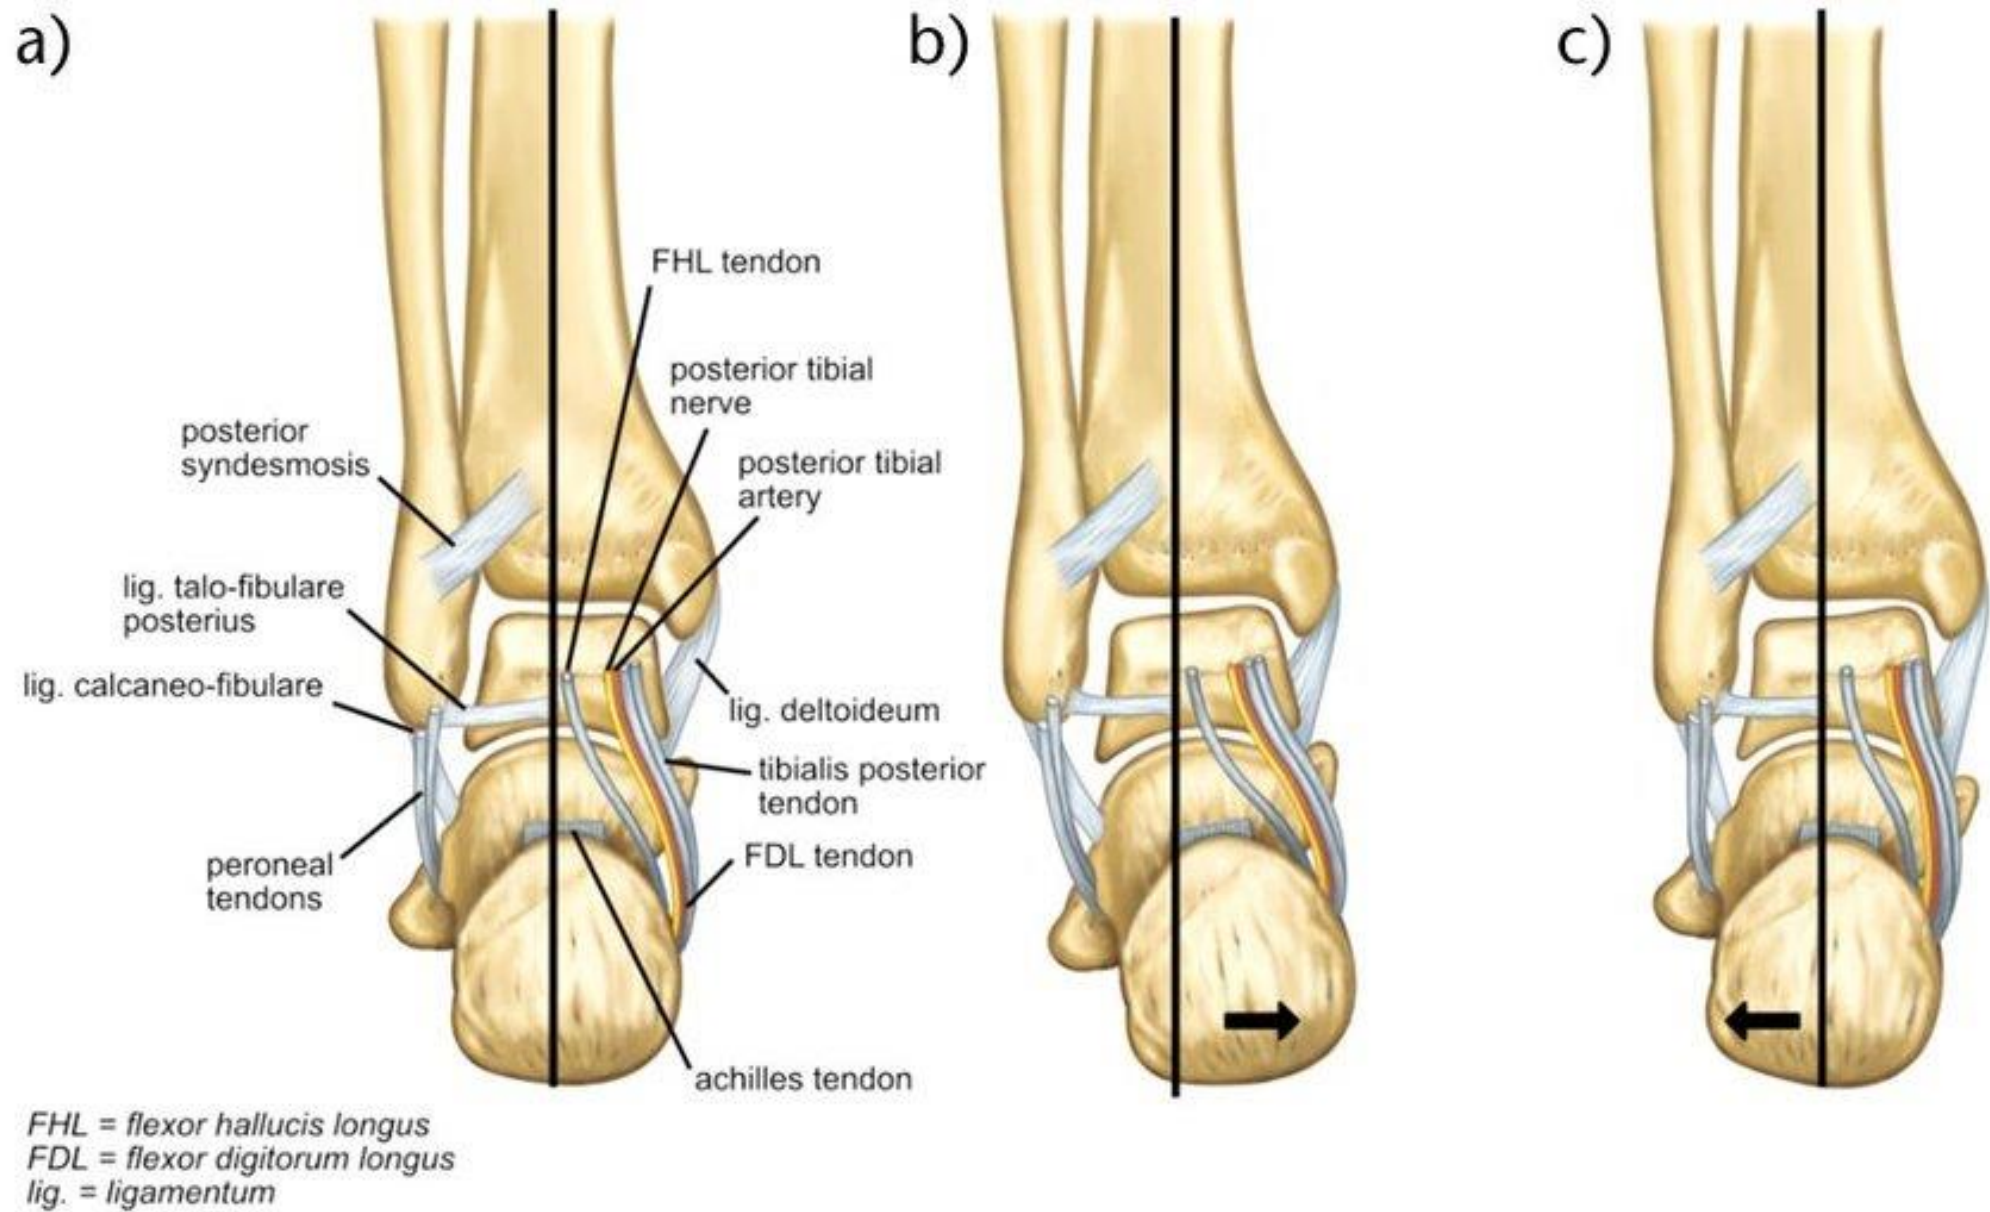 a)
b)
c)
FHL tendon
posterior tibial
nerve
posterior tibial
artery
posterior
syndesmosis
lig. talo-fibulare
posterius
lig. calcaneo-fibulare
lig. deltoideum
tibialis posterior
tendon
peroneal
tendons
FDL tendon
achilles tendon
FHL = flexor hallucis longus
FDL = flexor digitorum longus
lig. = ligamentum